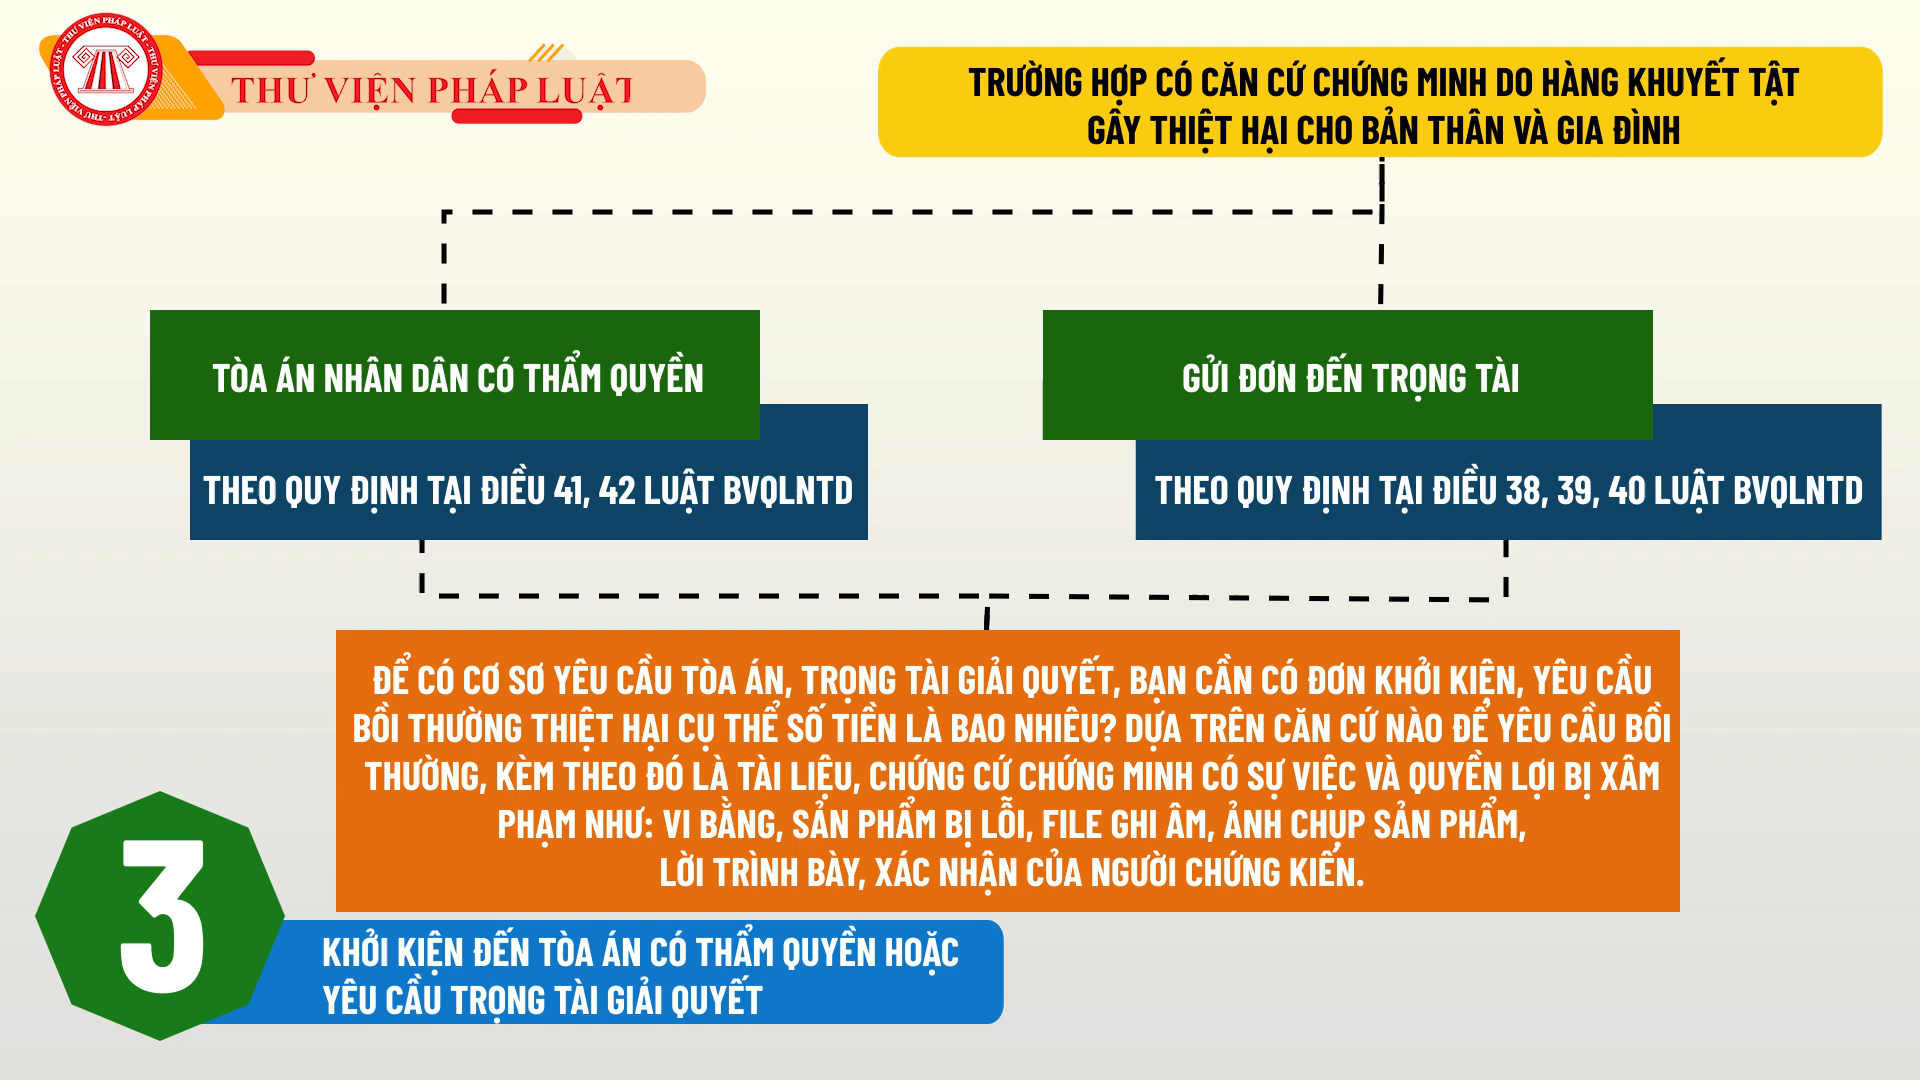 THƯ VIỆN PHÁP LUẬT
TRƯỜNG HỢP CÓ CĂN CỨ CHỨNG MINH DO HÀNG KHUYẾT TẬT
GÂY THIỆT HẠI CHO BẢN THÂN VÀ GIA ĐÌNH
TÒA ÁN NHÂN DÂN CÓ THẨM QUYỀN
THEO QUY ĐỊNH TẠI ĐIỀU 41, 42 LUẬT BVQLNTD
GỬI ĐƠN ĐẾN TRỌNG TÀI
THEO QUY ĐỊNH TẠI ĐIỀU 38, 39, 40 LUẬT BVQLNTD
ĐỂ CÓ CƠ SƠ YÊU CẦU TÒA ÁN, TRỌNG TÀI GIẢI QUYẾT, BẠN CẦN CÓ ĐƠN KHỞI KIỆN, YÊU CẦU
BỒI THƯỜNG THIỆT HẠI CỤ THỂ SỐ TIỀN LÀ BAO NHIÊU? DỰA TRÊN CĂN CỨ NÀO ĐỂ YÊU CẦU BỒI
THƯỜNG, KÈM THEO ĐÓ LÀ TÀI LIỆU, CHỨNG CỨ CHỨNG MINH CÓ SỰ VIỆC VÀ QUYỀN LỢI BỊ XÂM
PHẠM NHƯ: VI BẰNG, SẢN PHẨM BỊ LỖI, FILE GHI ÂM, ẢNH CHỤP SẢN PHẨM,
LỜI TRÌNH BÀY, XÁC NHẬN CỦA NGƯỜI CHỨNG KIẾN.
3
KHỞI KIỆN ĐẾN TÒA ÁN CÓ THẨM QUYỀN HOẶC
YÊU CẦU TRỌNG TÀI GIẢI QUYẾT